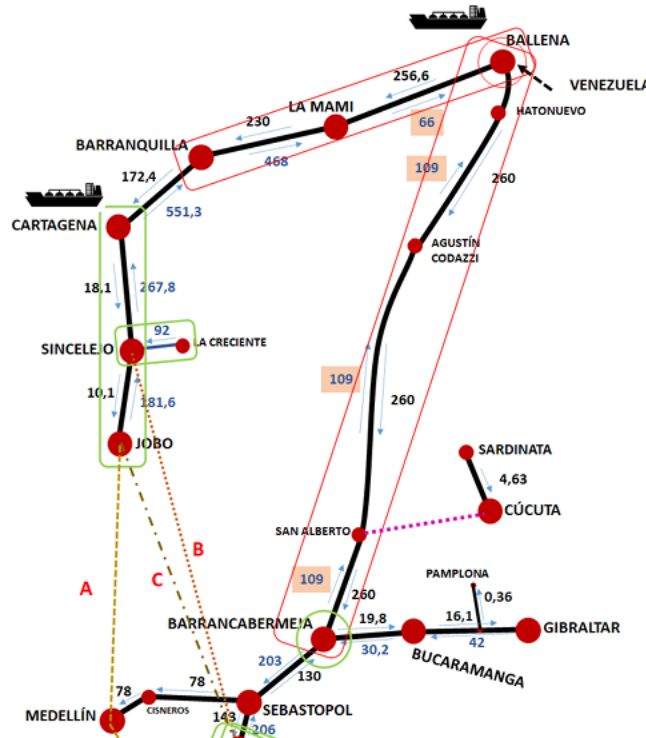 BALLENA
256,6
VENEZUELA
LA MAMI
HATONUEVO
230
66
BARRANQUILLA
468
109
260
172,4
551,3
CARTAGENA
AGUSTÍN
CODAZZI
18,1
267,8
92
SINCELEJO
LA CRECIENTE
109
260
10,1
181,6
JOBO
SARDINATA
4,63
CÚCUTA
SAN ALBERTO
B
PAMPLONA
A
C
109
0,36
260
BARRANCABERMEJA
19,8
16,1
GIBRALTAR
30,2
42
BUCARAMANGA
203
130
78
78
CISNEROS
SEBASTOPOL
MEDELLÍN
143
206